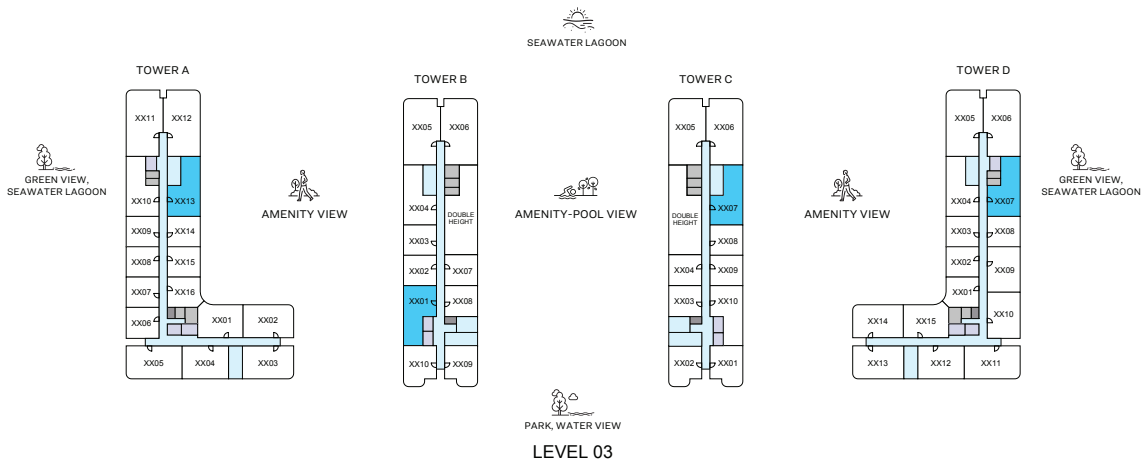 SEAWATER LAGOON
TOWER A
TOWER B
TOWER C
TOWER D
XX11
XX12
XX13
XX10
XX09
XX14
XX08
XX15
XX07
XX16
XX06
XX01
XX02
XX05
XX04
XX03
XX05
XX06
XX04
DOUBLE
HEIGHT
XX03
XX02
XX07
XX01
XX08
XX10
XX09
XX05
XX06
XX07
DOUBLE
HEIGHT
XX08
XX04
XX09
XX03
XX10
XX02
XX01
XX05
XX06
XX04
XX07
XX03
XX08
XX02
XX09
XX01
XX10
XX14
XX15
XX13
XX12
XX11
GREEN VIEW,
SEAWATER LAGOON
AMENITY VIEW
AMENITY-POOL VIEW
AMENITY VIEW
GREEN VIEW,
SEAWATER LAGOON
PARK, WATER VIEW
LEVEL 03